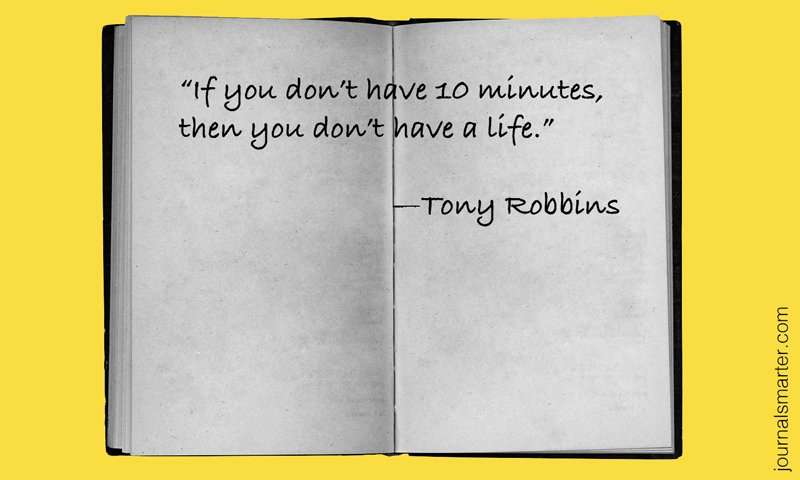 “If you don’t have 10 minutes,
then you don’t have a life.”
—Tony Robbins
journalsmarter.com